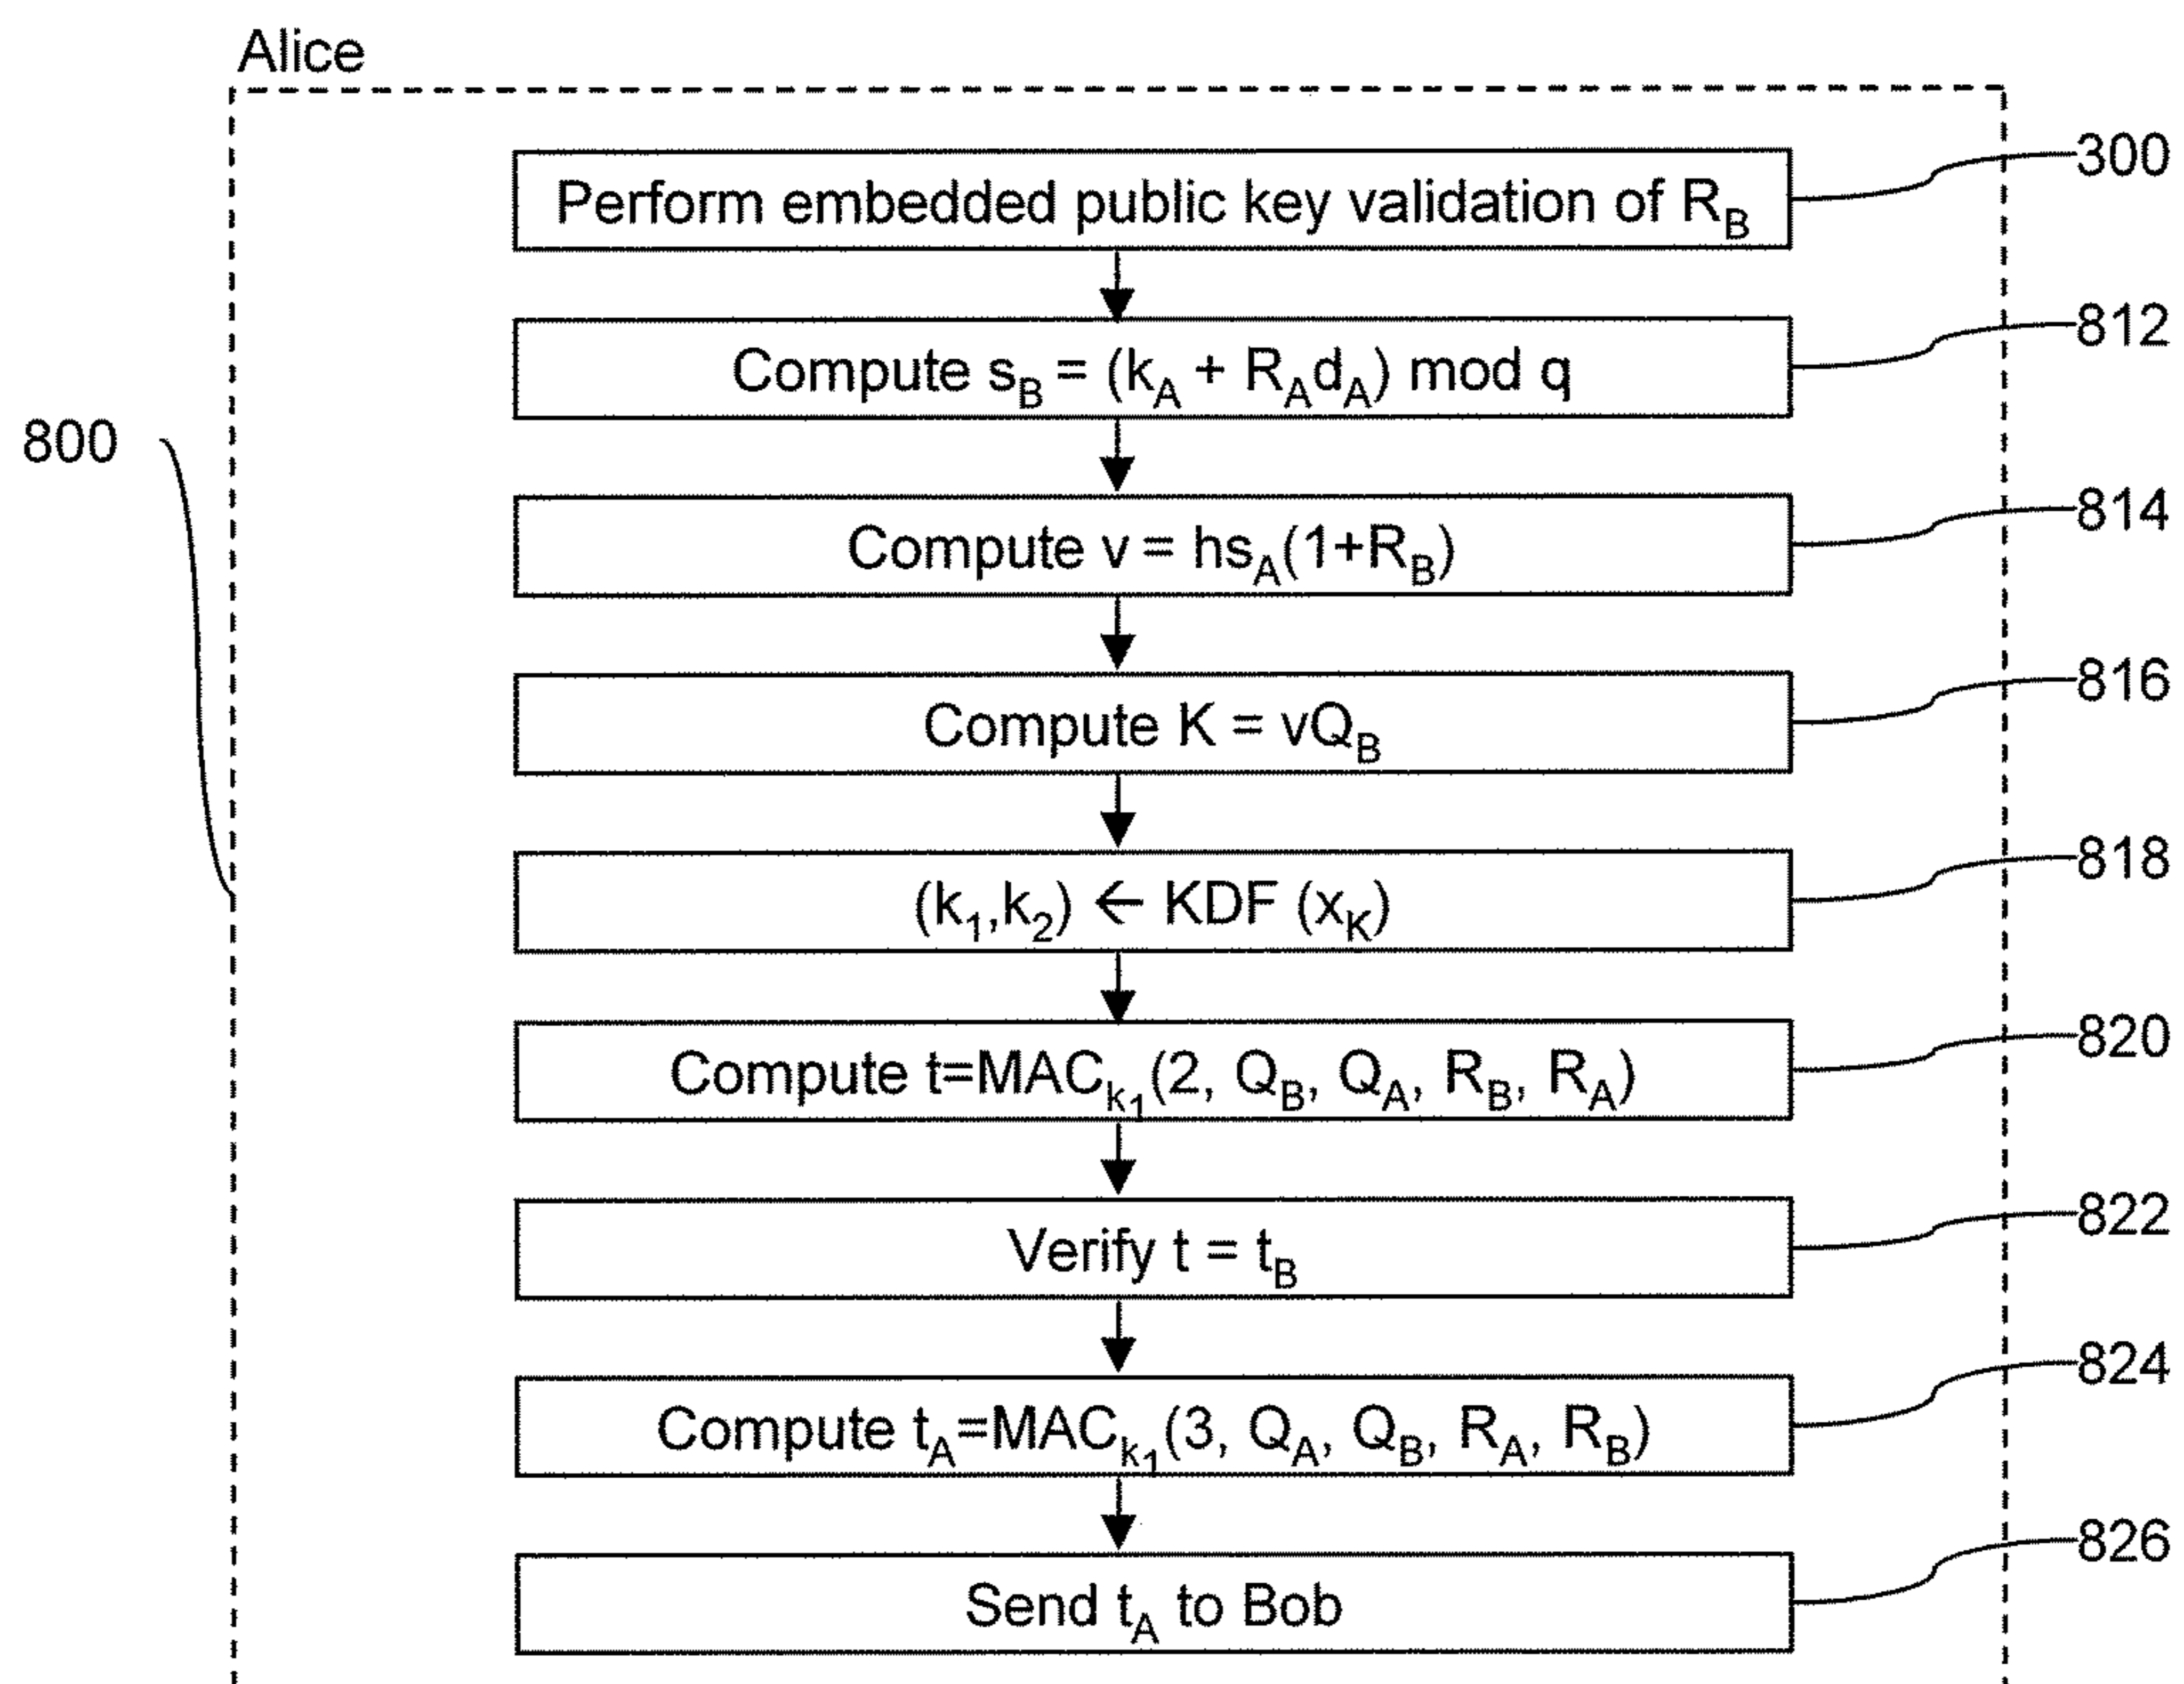 Alice
Perform embedded public key validation of R_B
300
Compute s_B = (k_A + R_Ad_A) mod q
812
800
Compute v = hs_A(1+R_B)
814
Compute K = vQ_B
816
(k_1,k_2) ← KDF (x_K)
818
Compute t=MAC_k_1(2, Q_B, Q_A, R_B, R_A)
820
Verify t = t_B
822
Compute t_A=MAC_k_1(3, Q_A, Q_B, R_A, R_B)
824
Send t_A to Bob
826